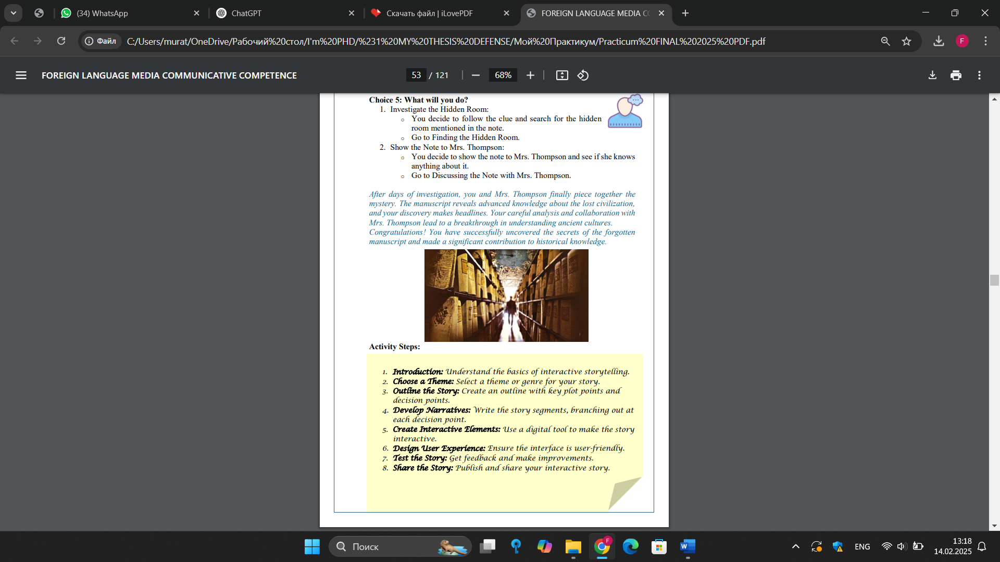 (34) WhatsApp
ChatGPT
Скачать файл | iLovePDF
FOREIGN LANGUAGE MEDIA CO
Файл
C:/Users/murat/OneDrive/Рабочий%20стол/I'm%20PHD/%231%20MY%20THESIS%20DEFENSE/Мой%20Практикум/Practicum%20FINAL%202025%20PDF.pdf
F
FOREIGN LANGUAGE MEDIA COMMUNICATIVE COMPETENCE
53 / 121
68%
Choice 5: What will you do?
1. Investigate the Hidden Room:
o You decide to follow the clue and search for the hidden
room mentioned in the note.
o Go to Finding the Hidden Room.
2. Show the Note to Mrs. Thompson:
o You decide to show the note to Mrs. Thompson and see if she knows
anything about it.
o Go to Discussing the Note with Mrs. Thompson.
After days of investigation, you and Mrs. Thompson finally piece together the
mystery. The manuscript reveals advanced knowledge about the lost civilization,
and your discovery makes headlines. Your careful analysis and collaboration with
Mrs. Thompson lead to a breakthrough in understanding ancient cultures.
Congratulations! You have successfully uncovered the secrets of the forgotten
manuscript and made a significant contribution to historical knowledge.
Activity Steps:
1. Introduction: Understand the basics of interactive storytelling.
2. Choose a Theme: Select a theme or genre for your story.
3. Outline the Story: Create an outline with key plot points and
decision points.
4. Develop Narratives: Write the story segments, branching out at
each decision point.
5. Create Interactive Elements: Use a digital tool to make the story
interactive.
6. Design User Experience: Ensure the interface is user-friendly.
7. Test the Story: Get feedback and make improvements.
8. Share the Story: Publish and share your interactive story.
Поиск
F
W
ENG
13:18
14.02.2025